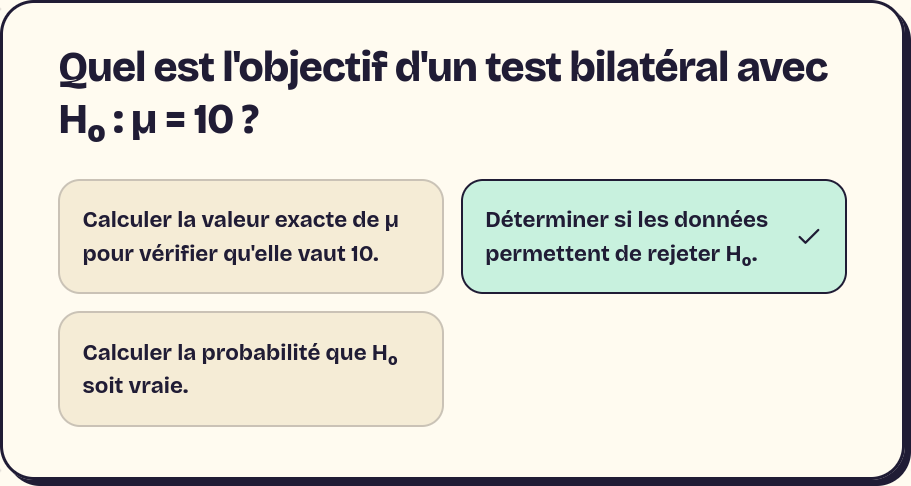 Quel est l'objectif d'un test bilatéral avec
H₀ : μ = 10 ?
Calculer la valeur exacte de μ
pour vérifier qu'elle vaut 10.
Déterminer si les données
permettent de rejeter H₀.
Calculer la probabilité que H₀
soit vraie.